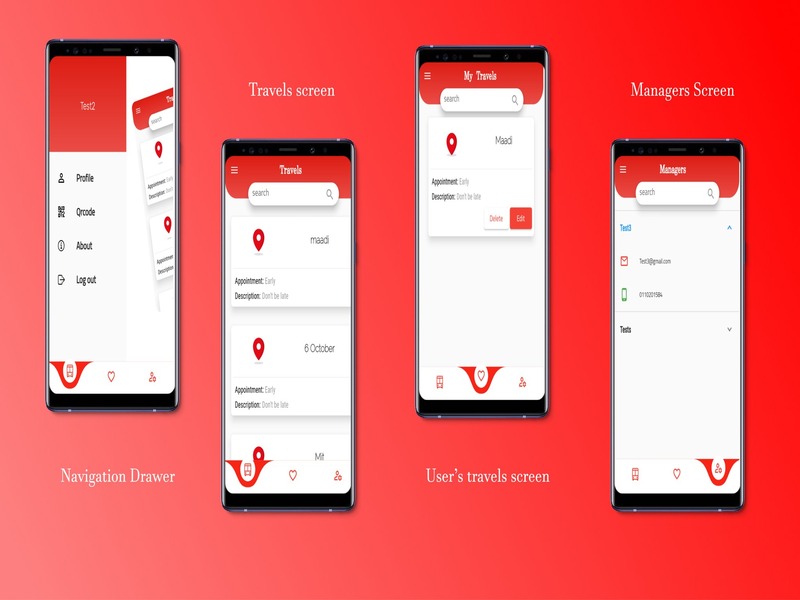 Test2
Profile
Qrcode
About
Log out
Tra
search
Appointment: Early
Description: Don't
Appointment:
Description:
Navigation Drawer
Travels screen
Travels
search
maadi
Appointment: Early
Description: Don't be late
6 October
Appointment: Early
Description: Don't be late
Mit
My Travels
search
Maadi
Appointment: Early
Description: Don't be late
Delete
Edit
User's travels screen
Managers Screen
Managers
search
Test3
Test3@gmail.com
0110201584
Tests